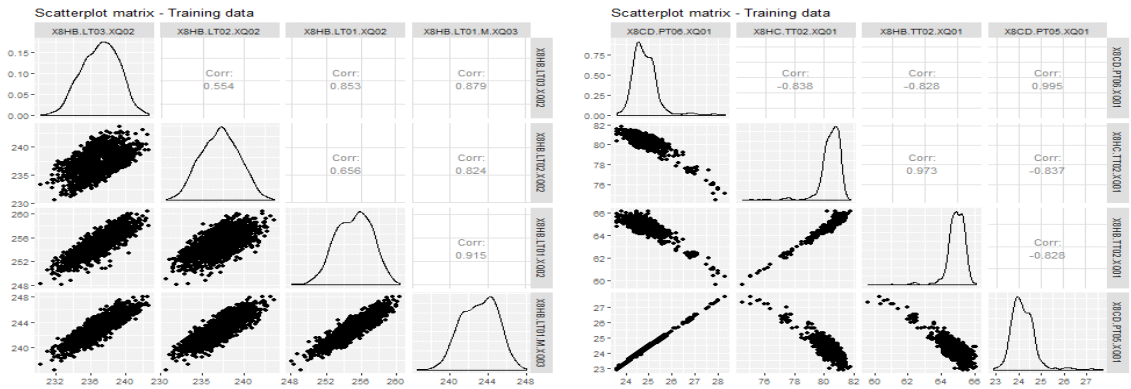 Scatterplot matrix - Training data
X8HB.LT03.XQ02 X8HB.LT02.XQ02 X8HB.LT01.XQ02 X8HB.LT01.M.XQ03
0.15
0.10
0.05
0.00
Corr:
0.554
Corr:
0.853
Corr:
0.879
X8HB.LT03.XQ02
240
235
230
Corr:
0.656
Corr:
0.824
X8HB.LT02.XQ02
260
256
252
248
Corr:
0.915
X8HB.LT01.XQ02
248
244
240
X8HB.LT01.M.XQ03
232 236 240 230 235 240 248 252 256 260 240 244 248
Scatterplot matrix - Training data
X8CD.PT06.XQ01 X8HC.TT02.XQ01 X8HB.TT02.XQ01 X8CD.PT05.XQ01
0.75
0.50
0.25
0.00
Corr:
-0.838
Corr:
-0.828
Corr:
0.995
X8CD.PT06.XQ01
82
80
78
76
Corr:
0.973
Corr:
-0.837
X8HC.TT02.XQ01
66
64
62
60
Corr:
-0.828
X8HB.TT02.XQ01
27
26
25
24
23
X8CD.PT05.XQ01
24 25 26 27 28 76 78 80 82 60 62 64 66 23 24 25 26 27